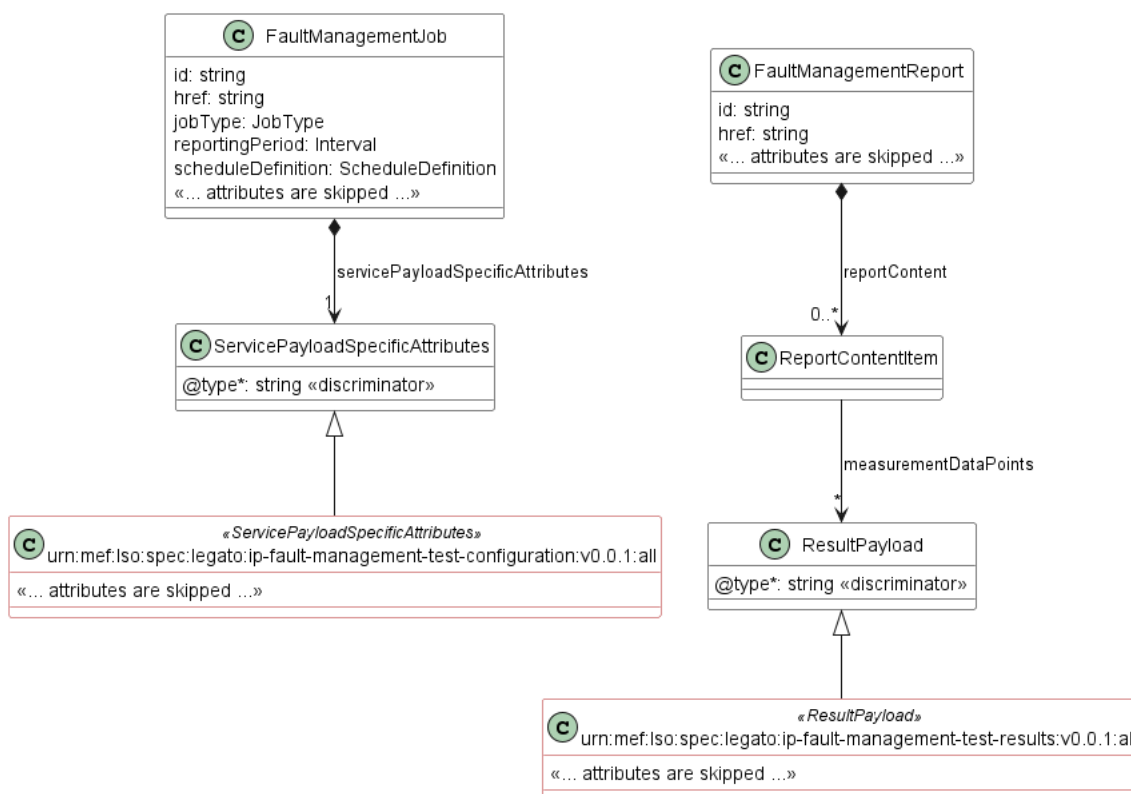 C FaultManagementJob
id: string
href: string
jobType: JobType
reportingPeriod: Interval
scheduleDefinition: ScheduleDefinition
«... attributes are skipped ...»
servicePayloadSpecificAttributes
1
C ServicePayloadSpecificAttributes
@type*: string «discriminator»
«ServicePayloadSpecificAttributes»
C urn:mef:lso:spec:legato:ip-fault-management-test-configuration:v0.0.1:all
«... attributes are skipped ...»
C FaultManagementReport
id: string
href: string
«... attributes are skipped ...»
reportContent
0..*
C ReportContentItem
measurementDataPoints
*
C ResultPayload
@type*: string «discriminator»
«ResultPayload»
C urn:mef:lso:spec:legato:ip-fault-management-test-results:v0.0.1:al
«... attributes are skipped ...»